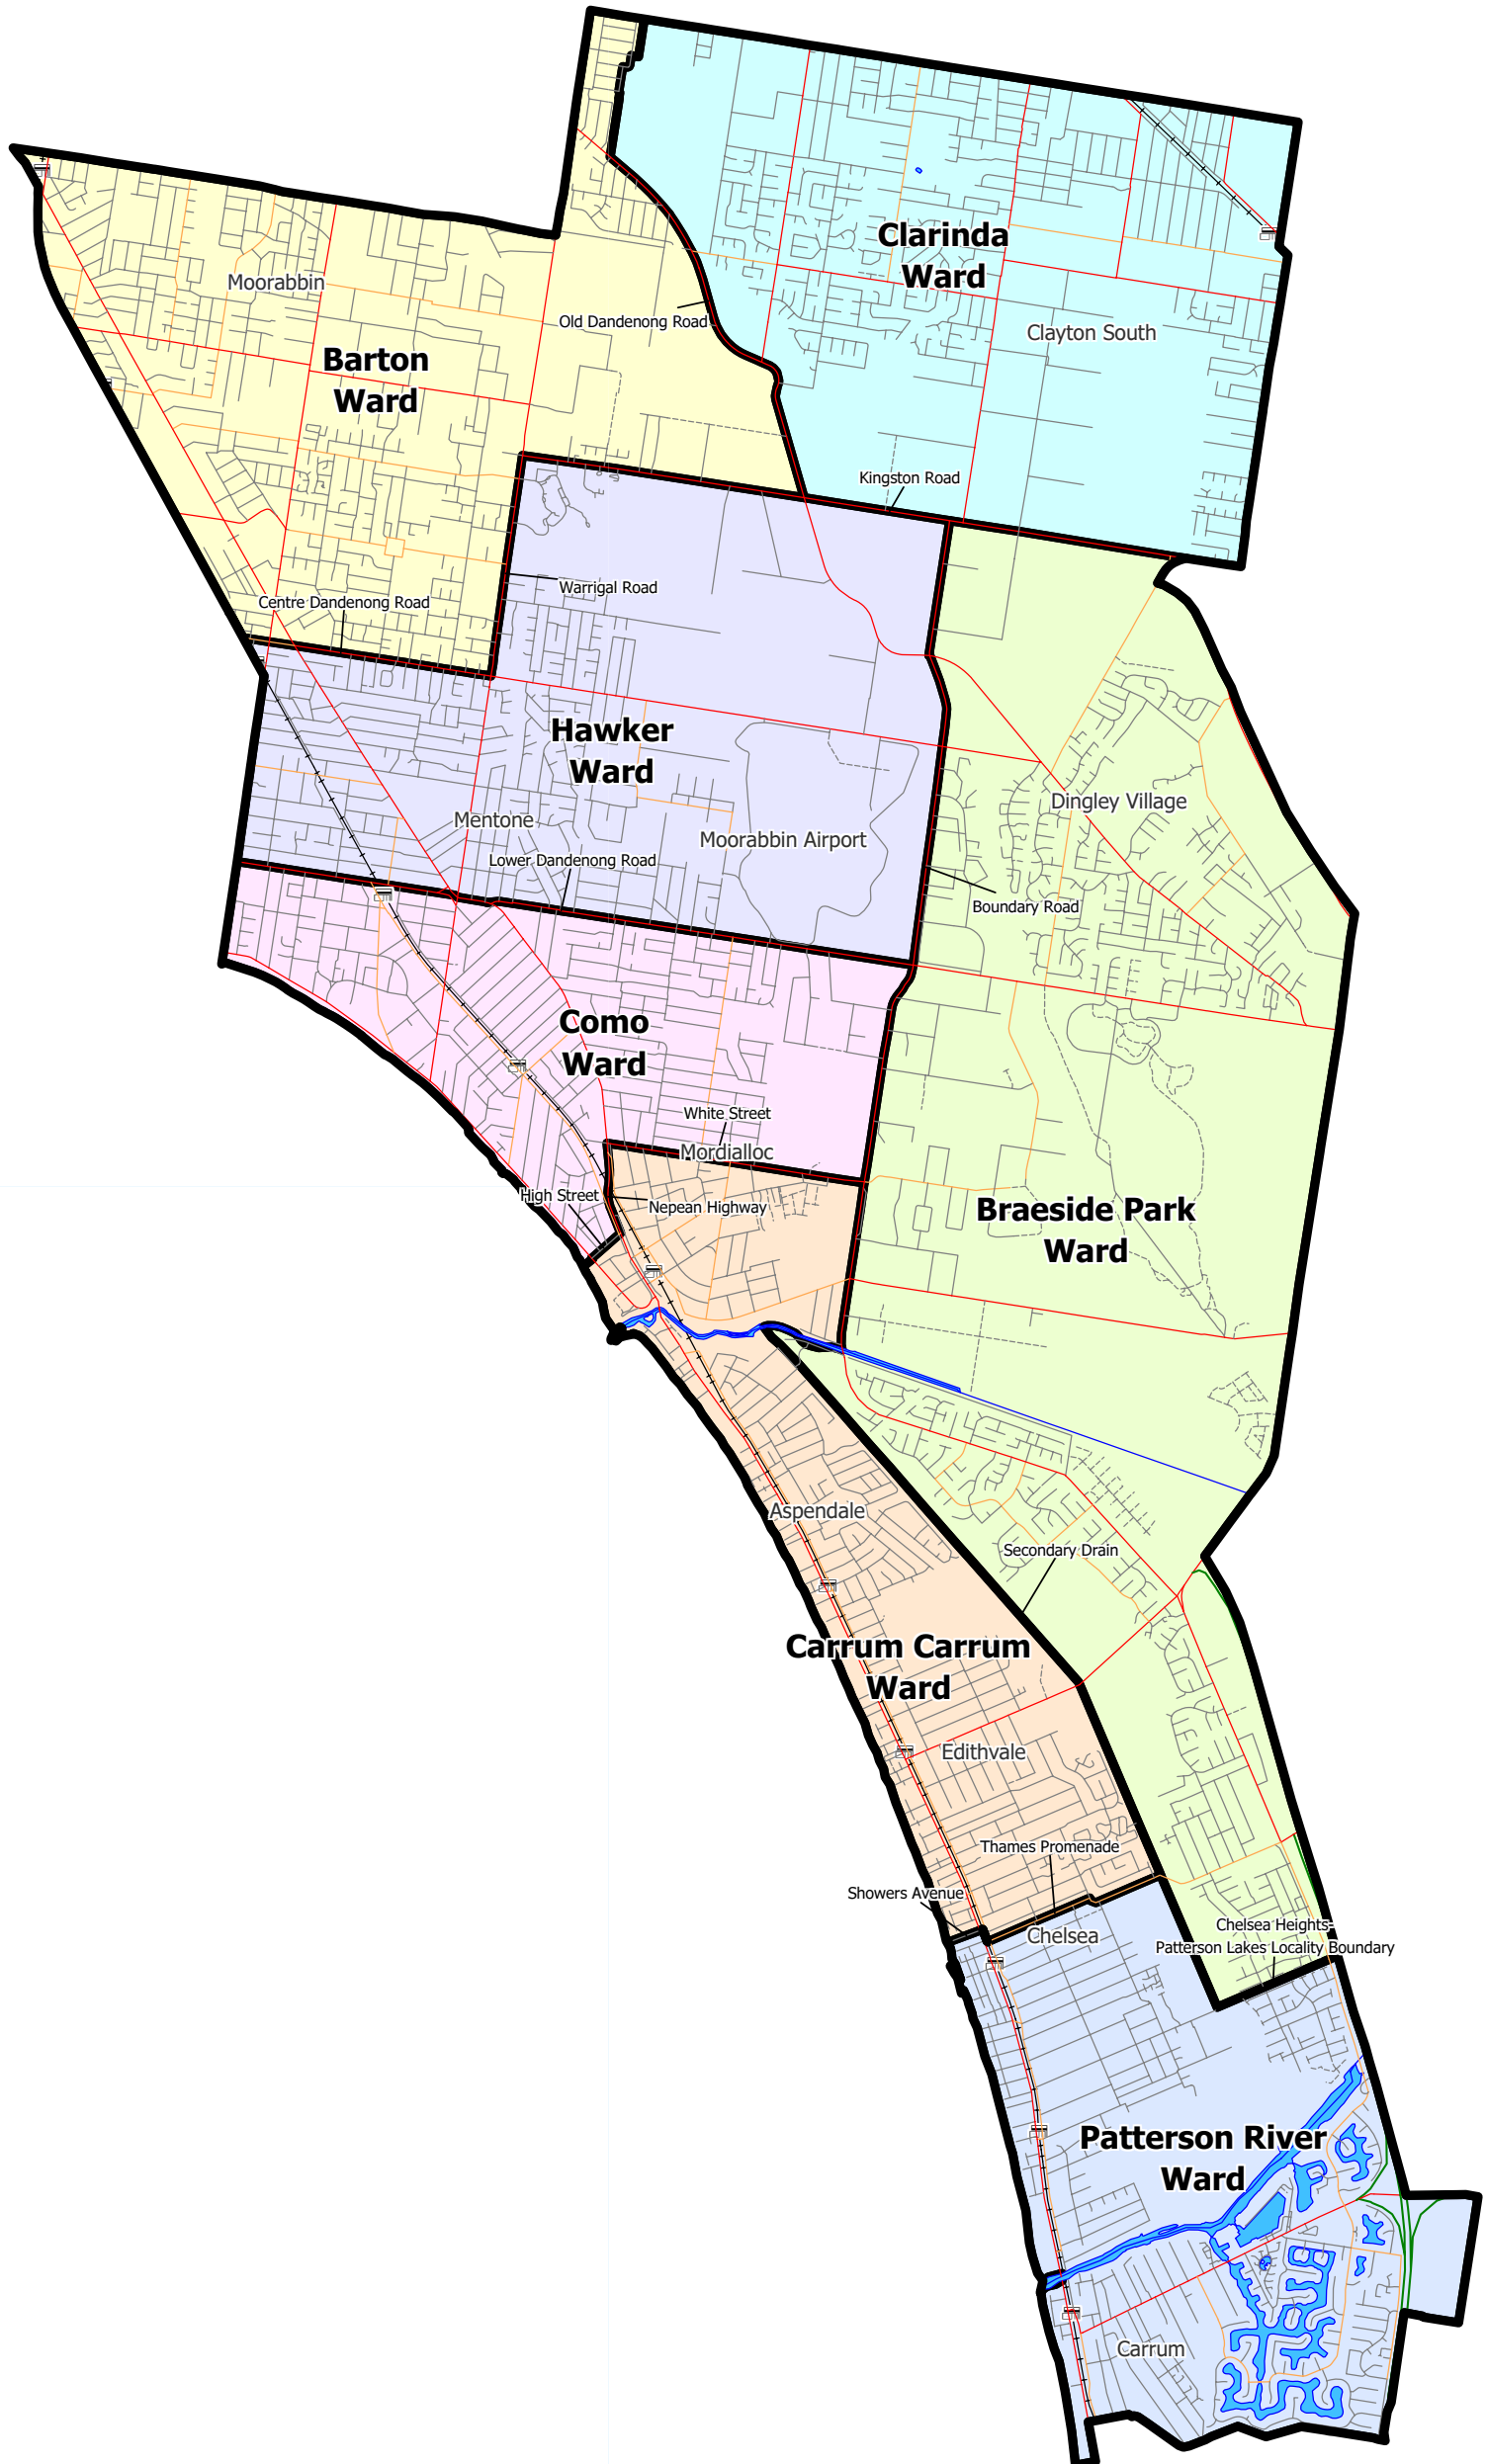 Clarinda
Ward
Moorabbin
Old Dandenong Road
Clayton South
Barton
Ward
Kingston Road
Warrigal Road
Centre Dandenong Road
Hawker
Ward
Dingley Village
Mentone
Moorabbin Airport
Lower Dandenong Road
Boundary Road
Como
Ward
White Street
Mordialloc
High Street
Nepean Highway
Braeside Park
Ward
Aspendale
Secondary Drain
Carrum Carrum
Ward
Edithvale
Thames Promenade
Showers Avenue
Chelsea
Chelsea Heights-
Patterson Lakes Locality Boundary
Patterson River
Ward
Carrum